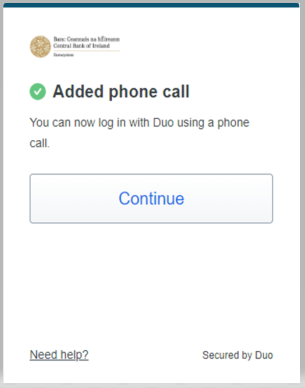 Banc Ceannais na hÉireann
Central Bank of Ireland
Eurosystem
Added phone call
You can now log in with Duo using a phone
call.
Continue
Need help?
Secured by Duo